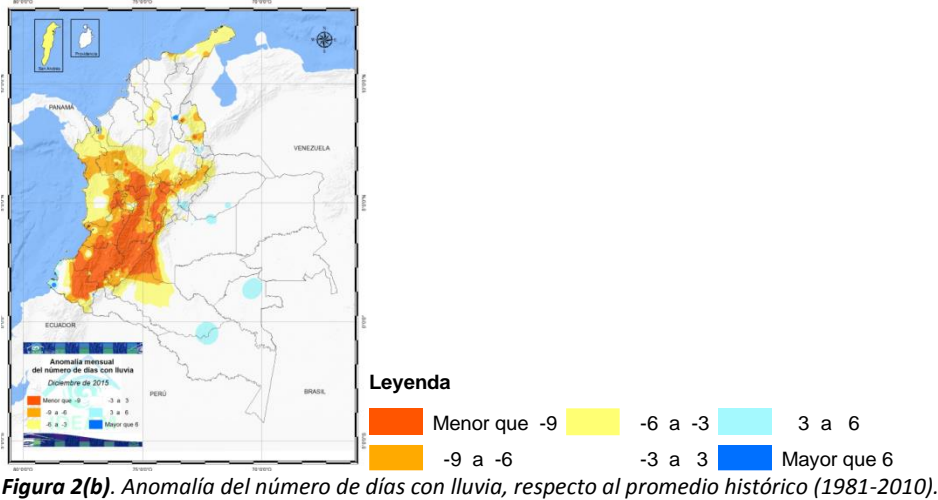 San Andrés
Providencia
PANAMÁ
VENEZUELA
ECUADOR
PERÚ
BRASIL
Anomalía mensual
del número de días con lluvia
Diciembre de 2015
Menor que -9
-3 a 3
-9 a -6
3 a 6
-6 a -3
Mayor que 6
Leyenda
Menor que -9
-6 a -3
3 a 6
-9 a -6
-3 a 3
Mayor que 6
Figura 2(b). Anomalía del número de días con lluvia, respecto al promedio histórico (1981-2010).